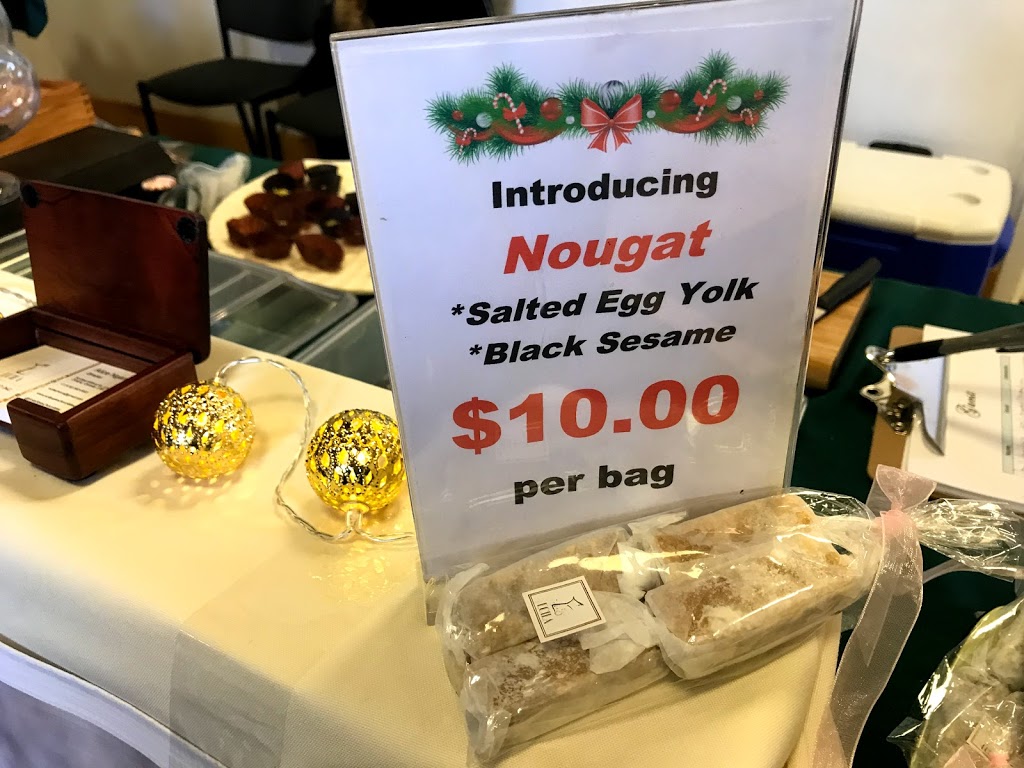 Introducing
Nougat
*Salted Egg Yolk
*Black Sesame
$10.00
per bag